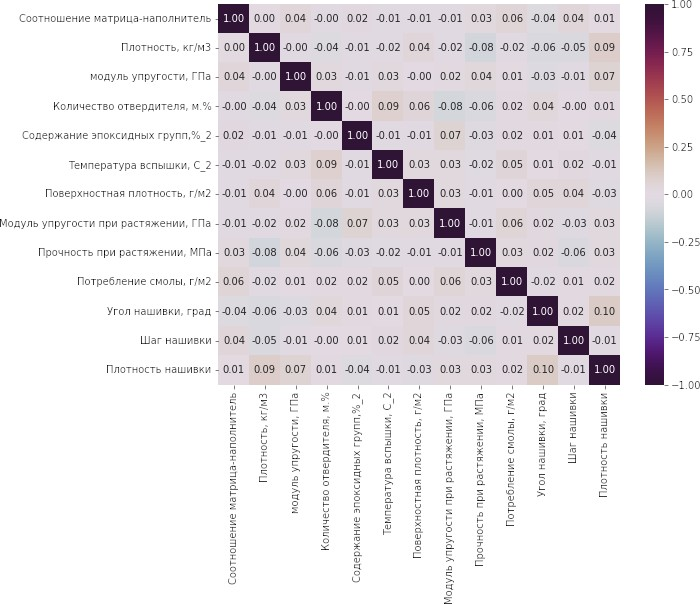 Соотношение матрица-наполнитель 1.00 0.00 0.04 -0.00 0.02 -0.01 -0.01 -0.01 0.03 0.06 -0.04 0.04 0.01
Плотность, кг/м3 0.00 1.00 -0.00 -0.04 -0.01 -0.02 0.04 -0.02 -0.08 -0.02 -0.06 -0.05 0.09
модуль упругости, ГПа 0.04 -0.00 1.00 0.03 -0.01 0.03 -0.00 0.02 0.04 0.01 -0.03 -0.01 0.07
Количество отвердителя, м.% -0.00 -0.04 0.03 1.00 -0.00 0.09 0.06 -0.08 -0.06 0.02 0.04 -0.00 0.01
Содержание эпоксидных групп,%_2 0.02 -0.01 -0.01 -0.00 1.00 -0.01 -0.01 0.07 -0.03 0.02 0.01 0.01 -0.04
Температура вспышки, С_2 -0.01 -0.02 0.03 0.09 -0.01 1.00 0.03 0.03 -0.02 0.05 0.01 0.02 -0.01
Поверхностная плотность, г/м2 -0.01 0.04 -0.00 0.06 -0.01 0.03 1.00 0.03 -0.01 0.00 0.05 0.04 -0.03
Модуль упругости при растяжении, ГПа -0.01 -0.02 0.02 -0.08 0.07 0.03 0.03 1.00 -0.01 0.06 0.02 -0.03 0.03
Прочность при растяжении, МПа 0.03 -0.08 0.04 -0.06 -0.03 -0.02 -0.01 -0.01 1.00 0.03 0.02 -0.06 0.03
Потребление смолы, г/м2 0.06 -0.02 0.01 0.02 0.02 0.05 0.00 0.06 0.03 1.00 -0.02 0.01 0.02
Угол нашивки, град -0.04 -0.06 -0.03 0.04 0.01 0.01 0.05 0.02 0.02 -0.02 1.00 0.02 0.10
Шаг нашивки 0.04 -0.05 -0.01 -0.00 0.01 0.02 0.04 -0.03 -0.06 0.01 0.02 1.00 -0.01
Плотность нашивки 0.01 0.09 0.07 0.01 -0.04 -0.01 -0.03 0.03 0.03 0.02 0.10 -0.01 1.00
Соотношение матрица-наполнитель
Плотность, кг/м3
модуль упругости, ГПа
Количество отвердителя, м.%
Содержание эпоксидных групп,%_2
Температура вспышки, С_2
Поверхностная плотность, г/м2
Модуль упругости при растяжении, ГПа
Прочность при растяжении, МПа
Потребление смолы, г/м2
Угол нашивки, град
Шаг нашивки
Плотность нашивки
1.00
0.75
0.50
0.25
0.00
−0.25
−0.50
−0.75
−1.00